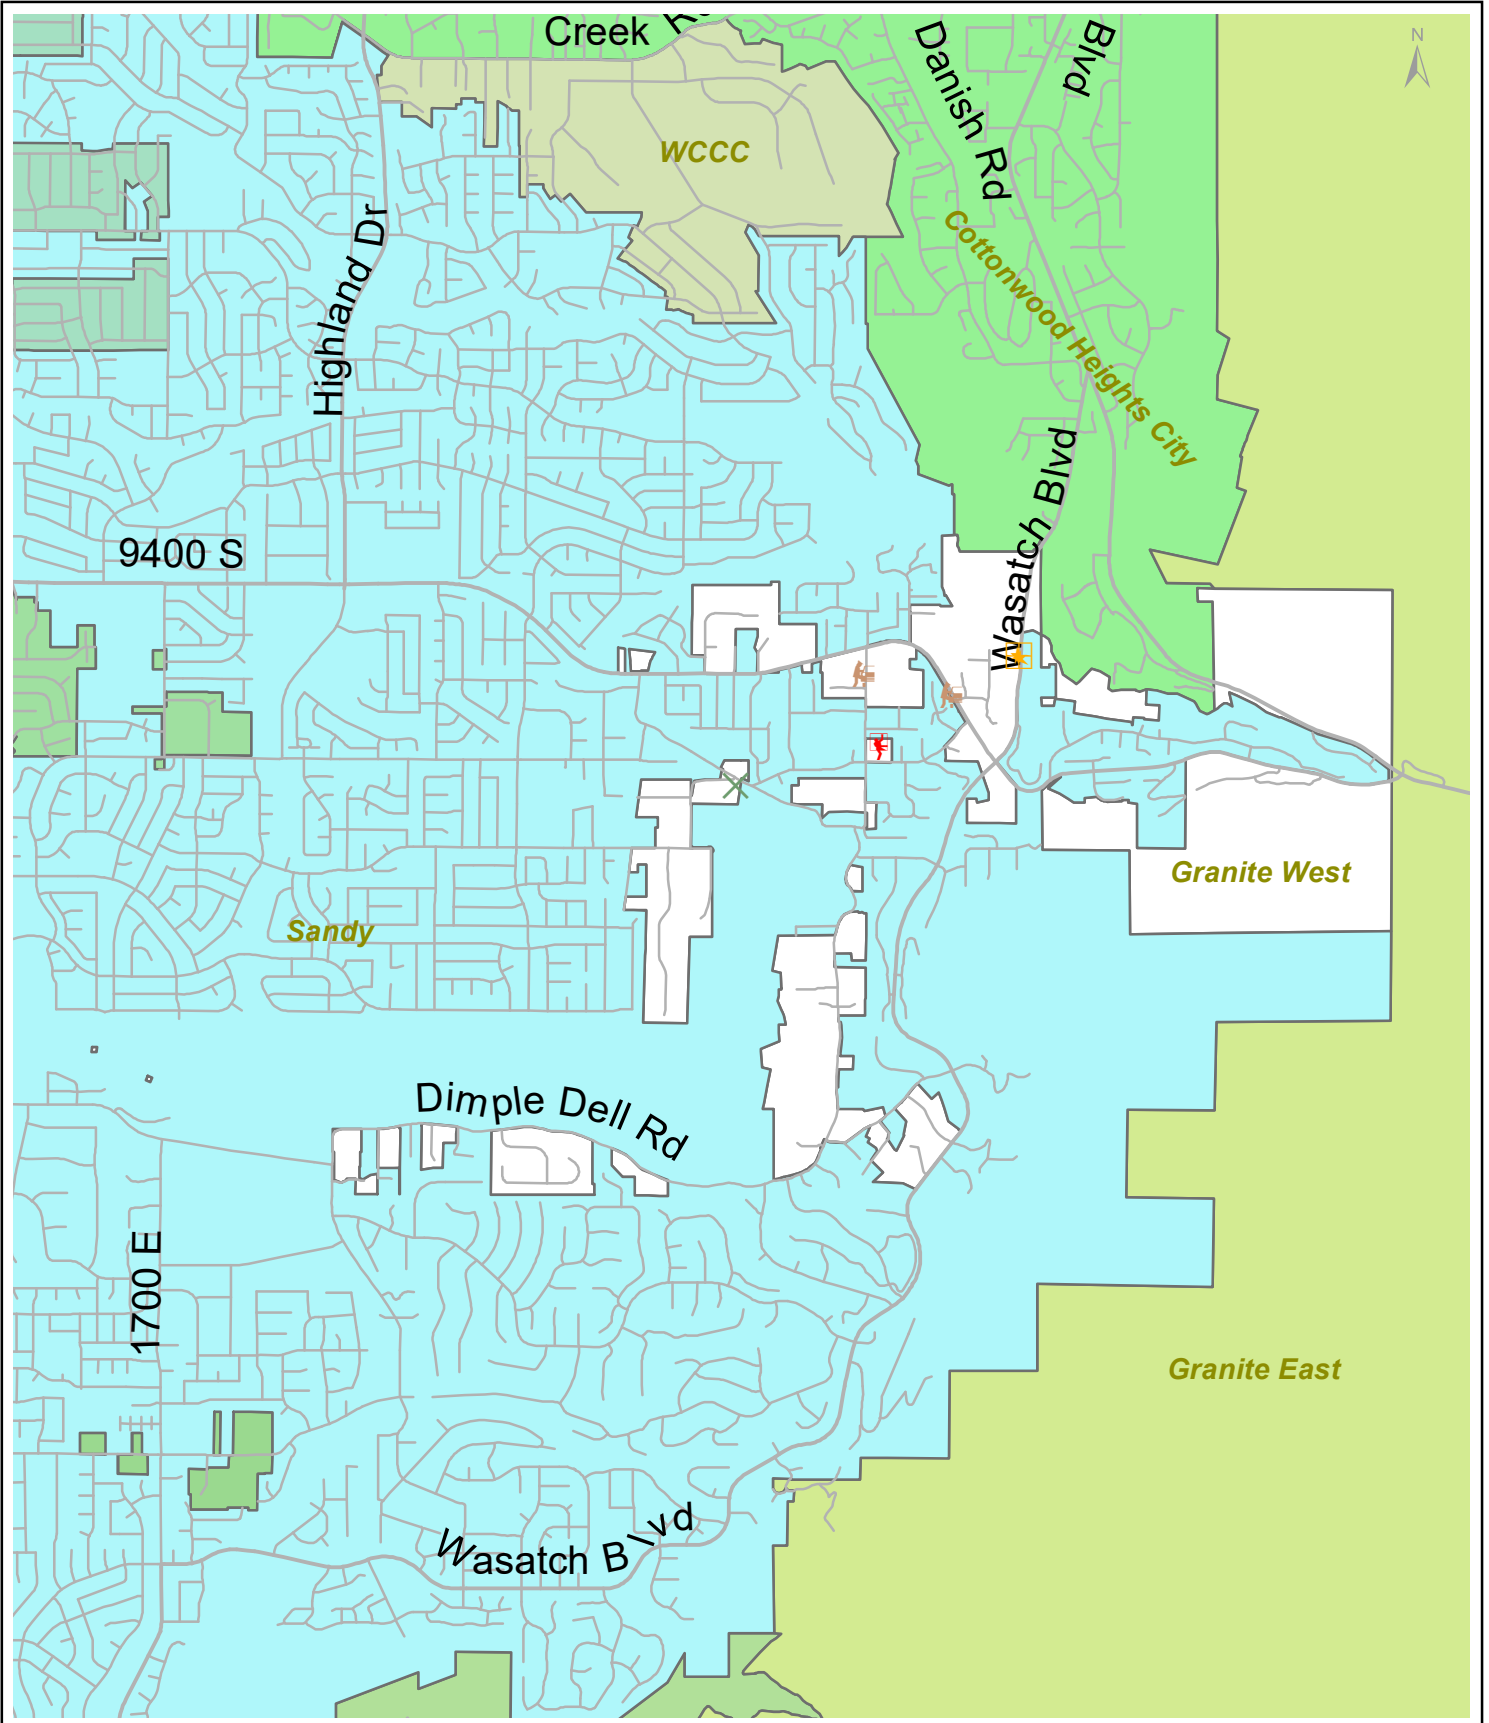 Creek
Danish Rd
Blvd
N
WCCC
Highland Dr
Cottonwood Heights City
Wasatch Blvd
9400 S
Granite West
Sandy
Dimple Dell Rd
1700 E
Granite East
Wasatch Blvd